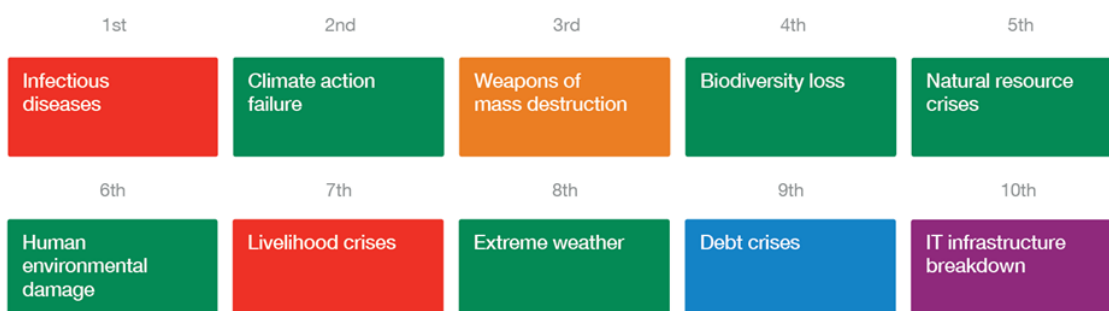 1st
2nd
3rd
4th
5th
Infectious
diseases
Climate action
failure
Weapons of
mass destruction
Biodiversity loss
Natural resource
crises
6th
7th
8th
9th
10th
Human
environmental
damage
Livelihood crises
Extreme weather
Debt crises
IT infrastructure
breakdown